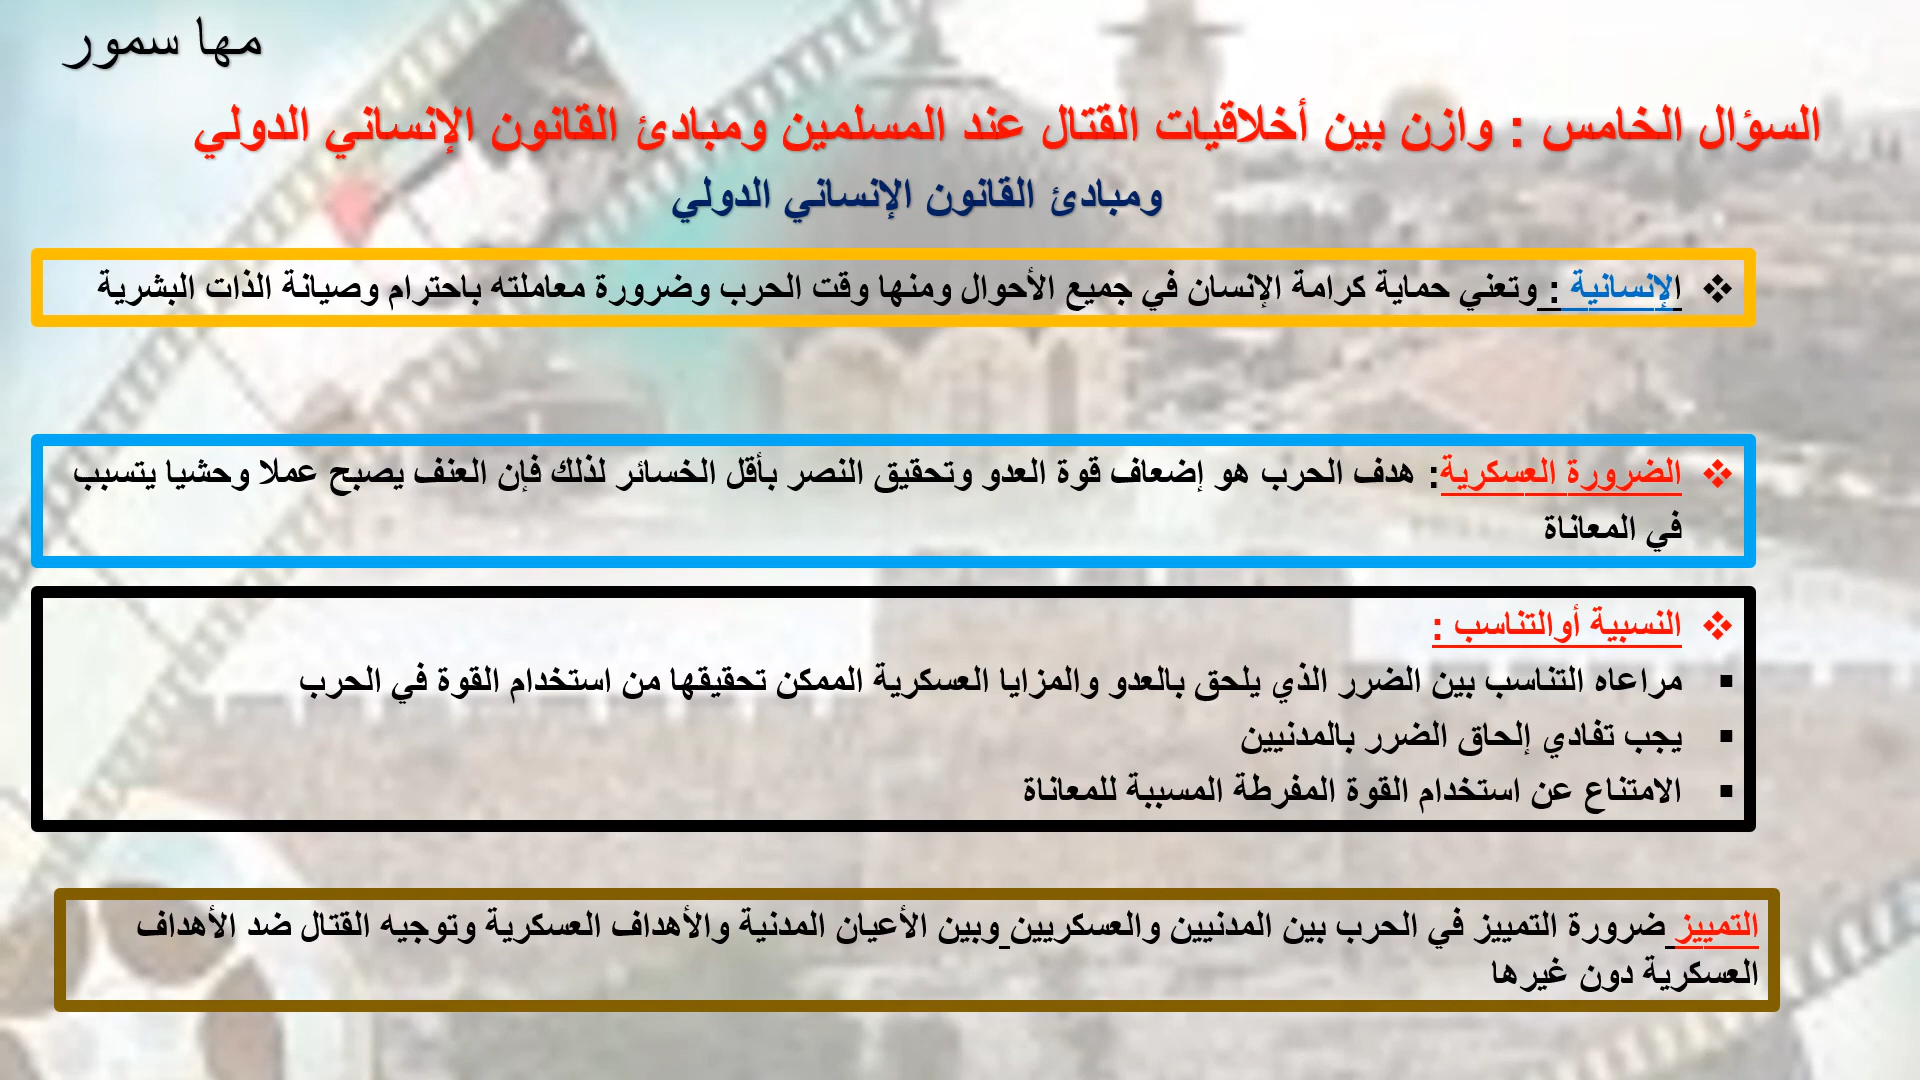 مها سمور
السؤال الخامس : وازن بين أخلاقيات القتال عند المسلمين ومبادئ القانون الإنساني الدولي
ومبادئ القانون الإنساني الدولي
❖ الإنسانية : وتعني حماية كرامة الإنسان في جميع الأحوال ومنها وقت الحرب وضرورة معاملته باحترام وصيانة الذات البشرية
❖ الضرورة العسكرية: هدف الحرب هو إضعاف قوة العدو وتحقيق النصر بأقل الخسائر لذلك فإن العنف يصبح عملا وحشيا يتسبب
في المعاناة
❖ النسبية أوالتناسب :
▪ مراعاه التناسب بين الضرر الذي يلحق بالعدو والمزايا العسكرية الممكن تحقيقها من استخدام القوة في الحرب
▪ يجب تفادي إلحاق الضرر بالمدنيين
▪ الامتناع عن استخدام القوة المفرطة المسببة للمعاناة
التمييز ضرورة التمييز في الحرب بين المدنيين والعسكريين وبين الأعيان المدنية والأهداف العسكرية وتوجيه القتال ضد الأهداف
العسكرية دون غيرها